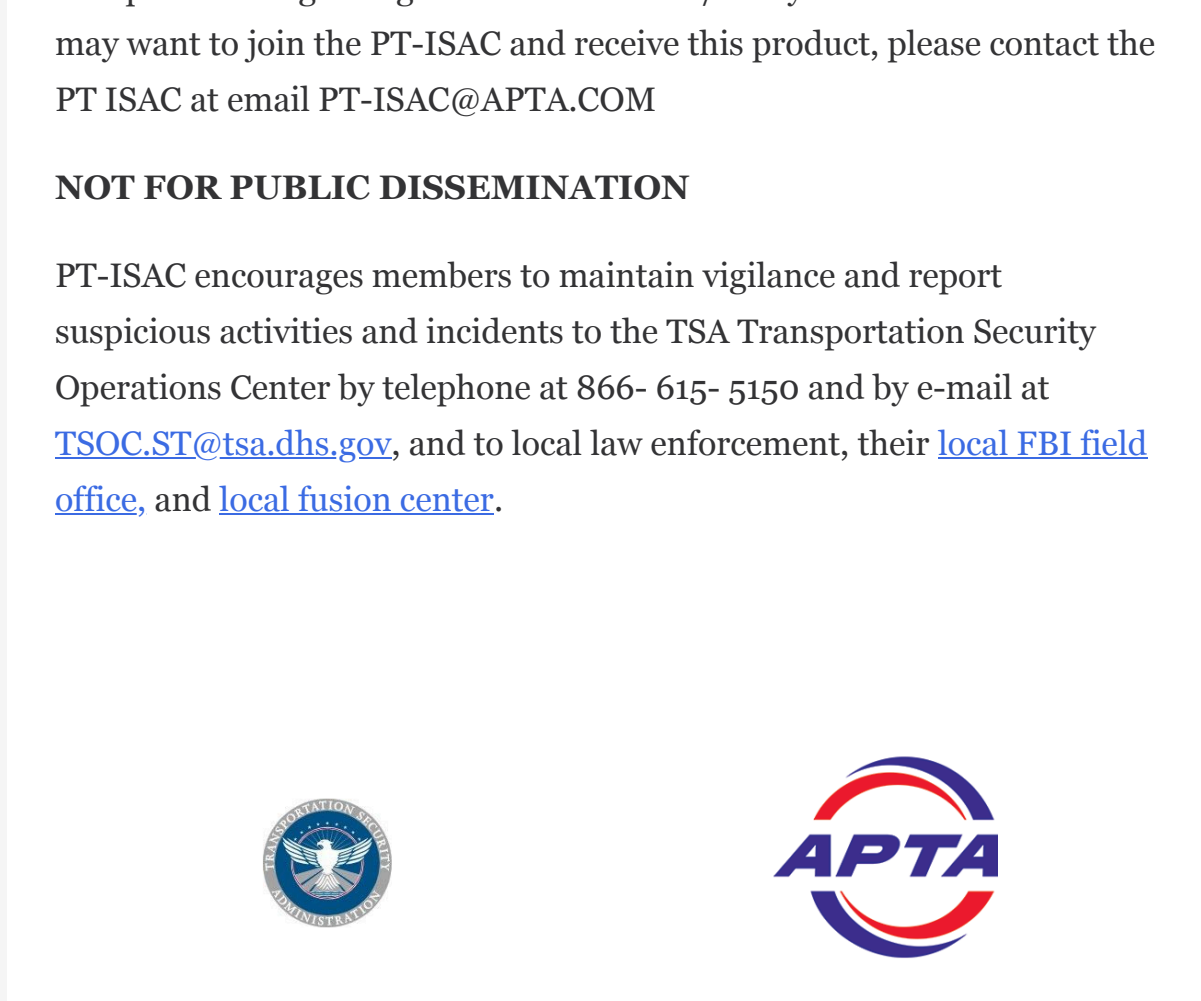 may want to join the PT-ISAC and receive this product, please contact the
PT ISAC at email PT-ISAC@APTA.COM
NOT FOR PUBLIC DISSEMINATION
PT-ISAC encourages members to maintain vigilance and report
suspicious activities and incidents to the TSA Transportation Security
Operations Center by telephone at 866- 615- 5150 and by e-mail at
TSOC.ST@tsa.dhs.gov, and to local law enforcement, their local FBI field
office, and local fusion center.
TRANSPORTATION SECURITY
ADMINISTRATION
APTA